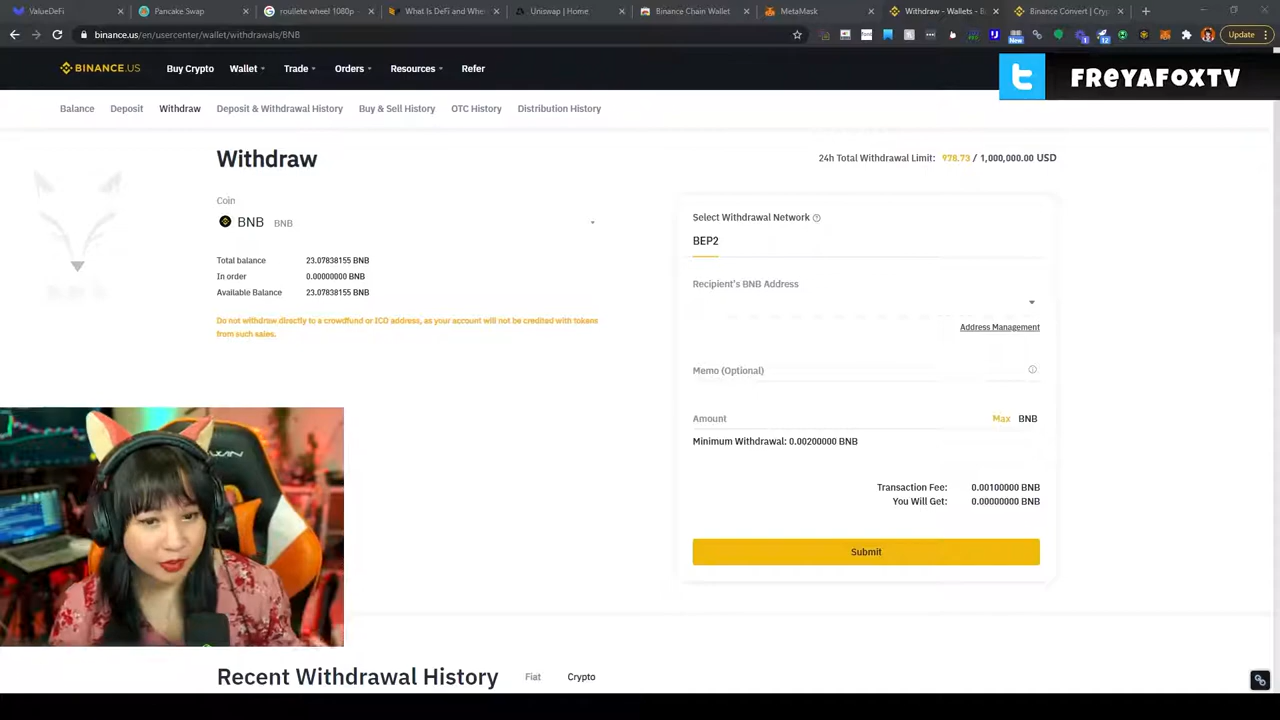 ValueDeFi
Pancake Swap
roullete wheel 1080p
What Is DeFi and Whe
Uniswap | Home
Binance Chain Wallet
MetaMask
Withdraw - Wallets - B
Binance Convert | Cryp
binance.us/en/usercenter/wallet/withdrawals/BNB
New
12
Update
BINANCE.US
Buy Crypto
Wallet
Trade
Orders
Resources
Refer
FREYAFOXTV
Balance
Deposit
Withdraw
Deposit & Withdrawal History
Buy & Sell History
OTC History
Distribution History
Withdraw
24h Total Withdrawal Limit: 978.73 / 1,000,000.00 USD
Coin
BNB BNB
Total balance 23.07838155 BNB
In order 0.00000000 BNB
Available Balance 23.07838155 BNB
Do not withdraw directly to a crowdfund or ICO address, as your account will not be credited with tokens
from such sales.
Select Withdrawal Network
BEP2
Recipient's BNB Address
Address Management
Memo (Optional)
Amount
Max BNB
Minimum Withdrawal: 0.00200000 BNB
Transaction Fee: 0.00100000 BNB
You Will Get: 0.00000000 BNB
Submit
Recent Withdrawal History
Fiat
Crypto